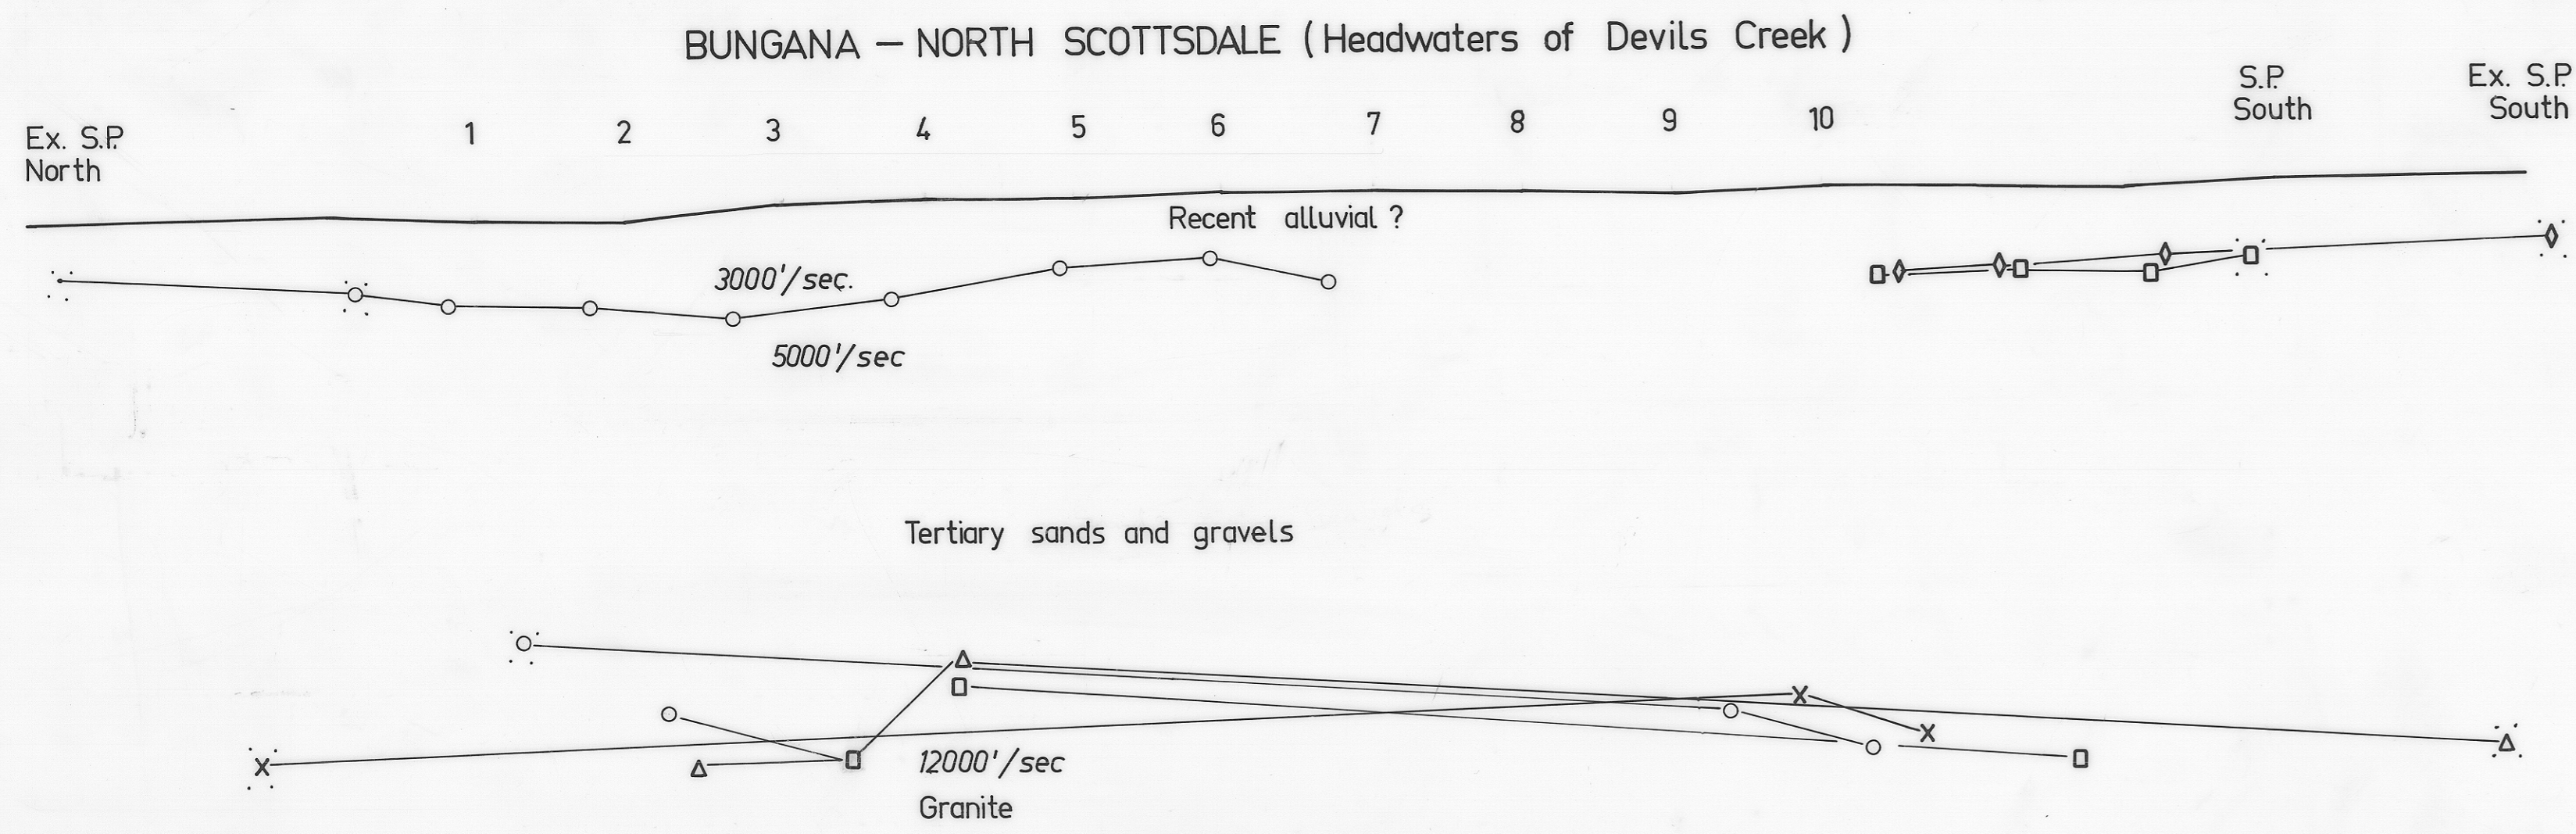 BUNGANA — NORTH SCOTTSDALE (Headwaters of Devils Creek)
Ex. S.P.
North
1 2 3 4 5 6 7 8 9 10
S.P.
South
Ex. S.P.
South
Recent alluvial ?
3000'/sec.
5000'/sec
Tertiary sands and gravels
12000'/sec
Granite